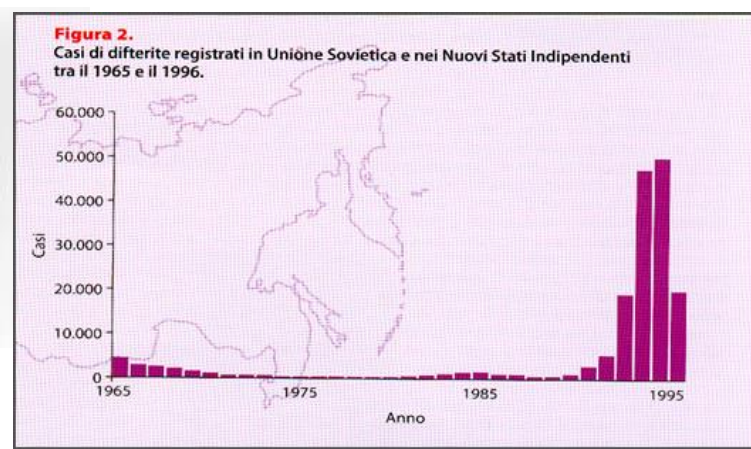 Figura 2.
Casi di difterite registrati in Unione Sovietica e nei Nuovi Stati Indipendenti
tra il 1965 e il 1996.
60.000
50.000
40.000
30.000
20.000
10.000
0
Casi
1965
1975
1985
1995
Anno